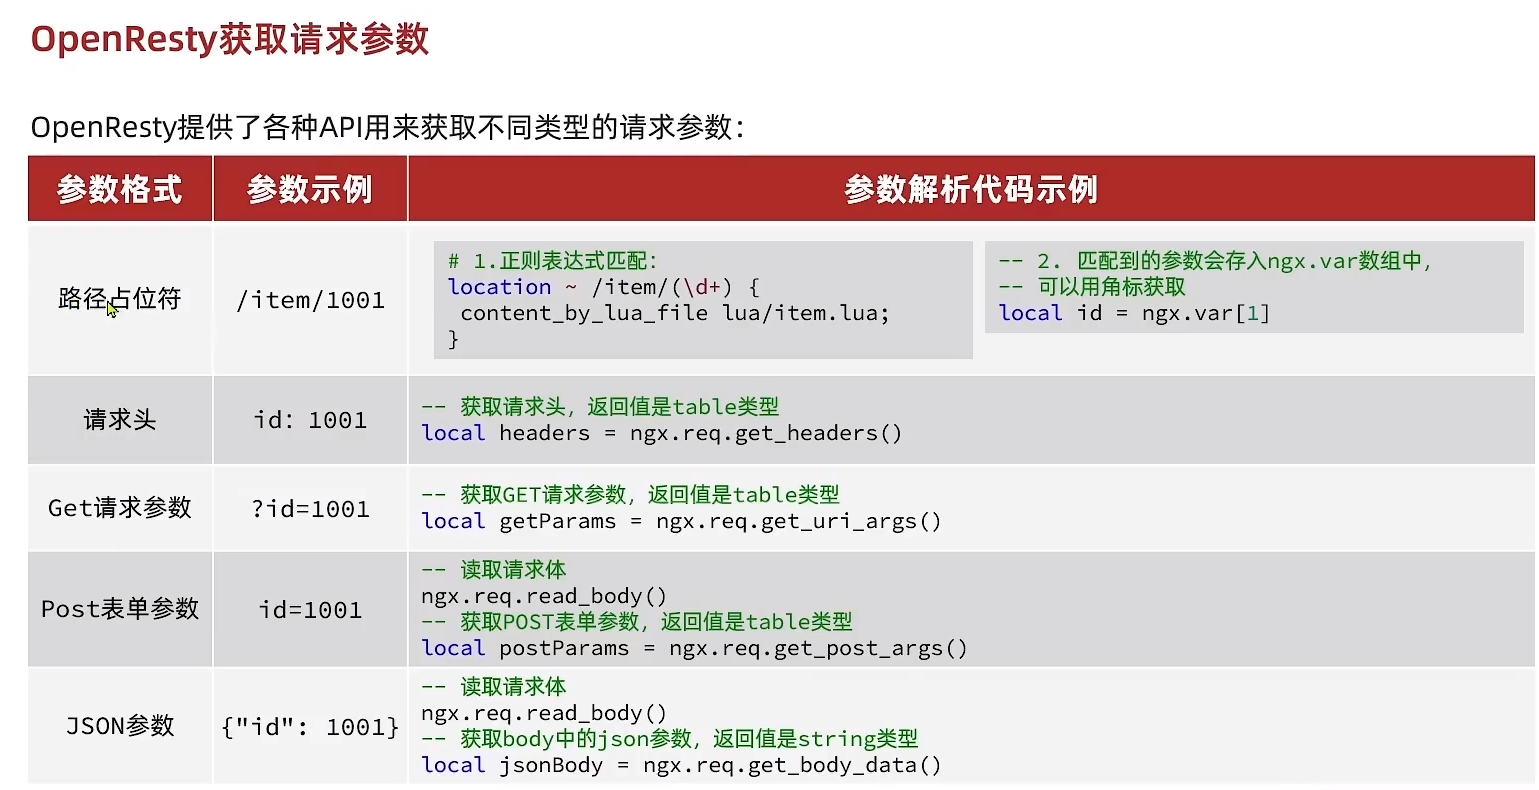 OpenResty获取请求参数
OpenResty提供了各种API用来获取不同类型的请求参数：
参数格式 参数示例 参数解析代码示例
路径占位符 /item/1001
# 1.正则表达式匹配：
location ~ /item/(\d+) {
content_by_lua_file lua/item.lua;
}
-- 2. 匹配到的参数会存入ngx.var数组中，
-- 可以用角标获取
local id = ngx.var[1]
请求头 id: 1001
-- 获取请求头，返回值是table类型
local headers = ngx.req.get_headers()
Get请求参数 ?id=1001
-- 获取GET请求参数，返回值是table类型
local getParams = ngx.req.get_uri_args()
Post表单参数 id=1001
-- 读取请求体
ngx.req.read_body()
-- 获取POST表单参数，返回值是table类型
local postParams = ngx.req.get_post_args()
JSON参数 {"id": 1001}
-- 读取请求体
ngx.req.read_body()
-- 获取body中的json参数，返回值是string类型
local jsonBody = ngx.req.get_body_data()